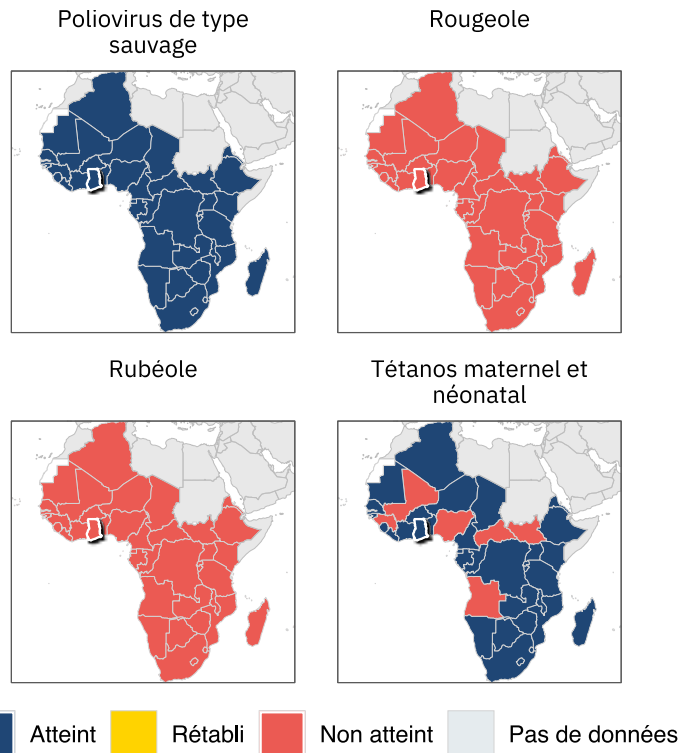 Poliovirus de type
sauvage
Rougeole
Rubéole
Tétanos maternel et
néonatal
Atteint
Rétabli
Non atteint
Pas de données